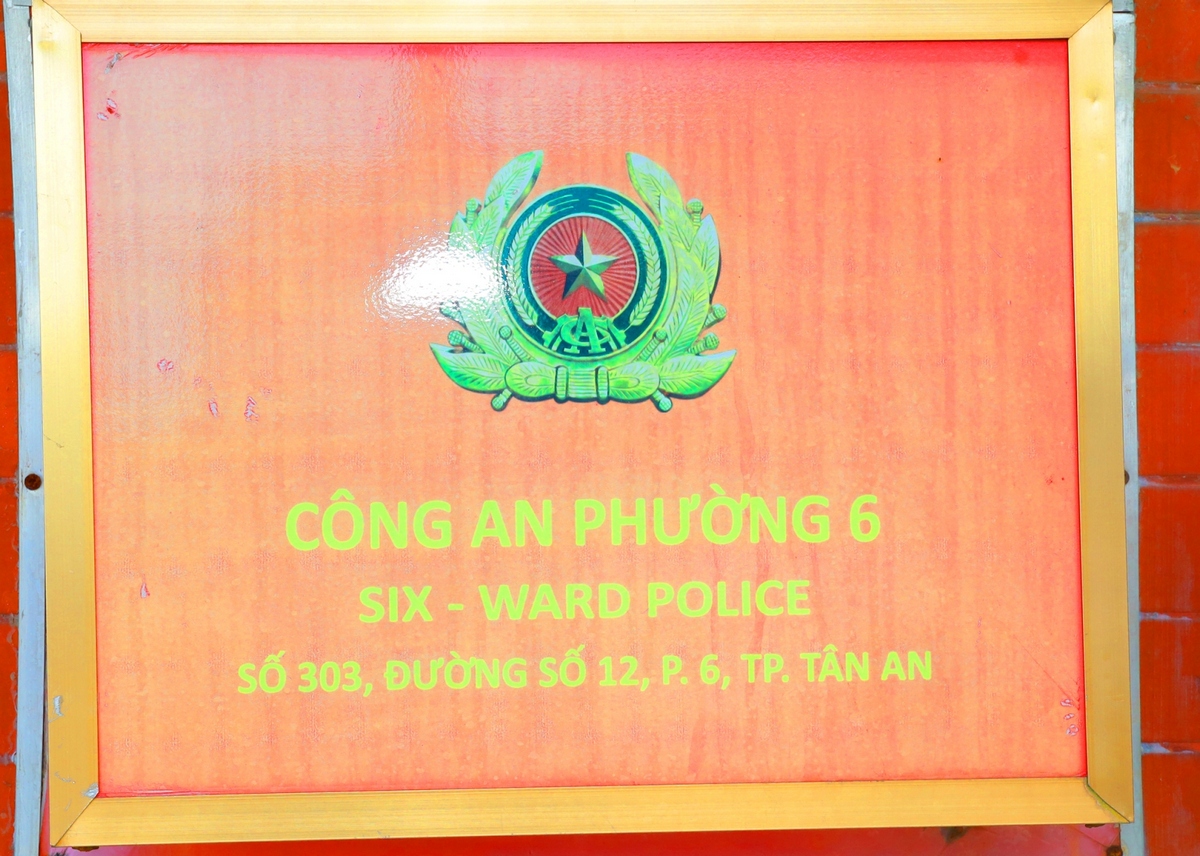 CÔNG AN PHƯỜNG 6
SIX - WARD POLICE
SỐ 303, ĐƯỜNG SỐ 12, P. 6, TP. TÂN AN